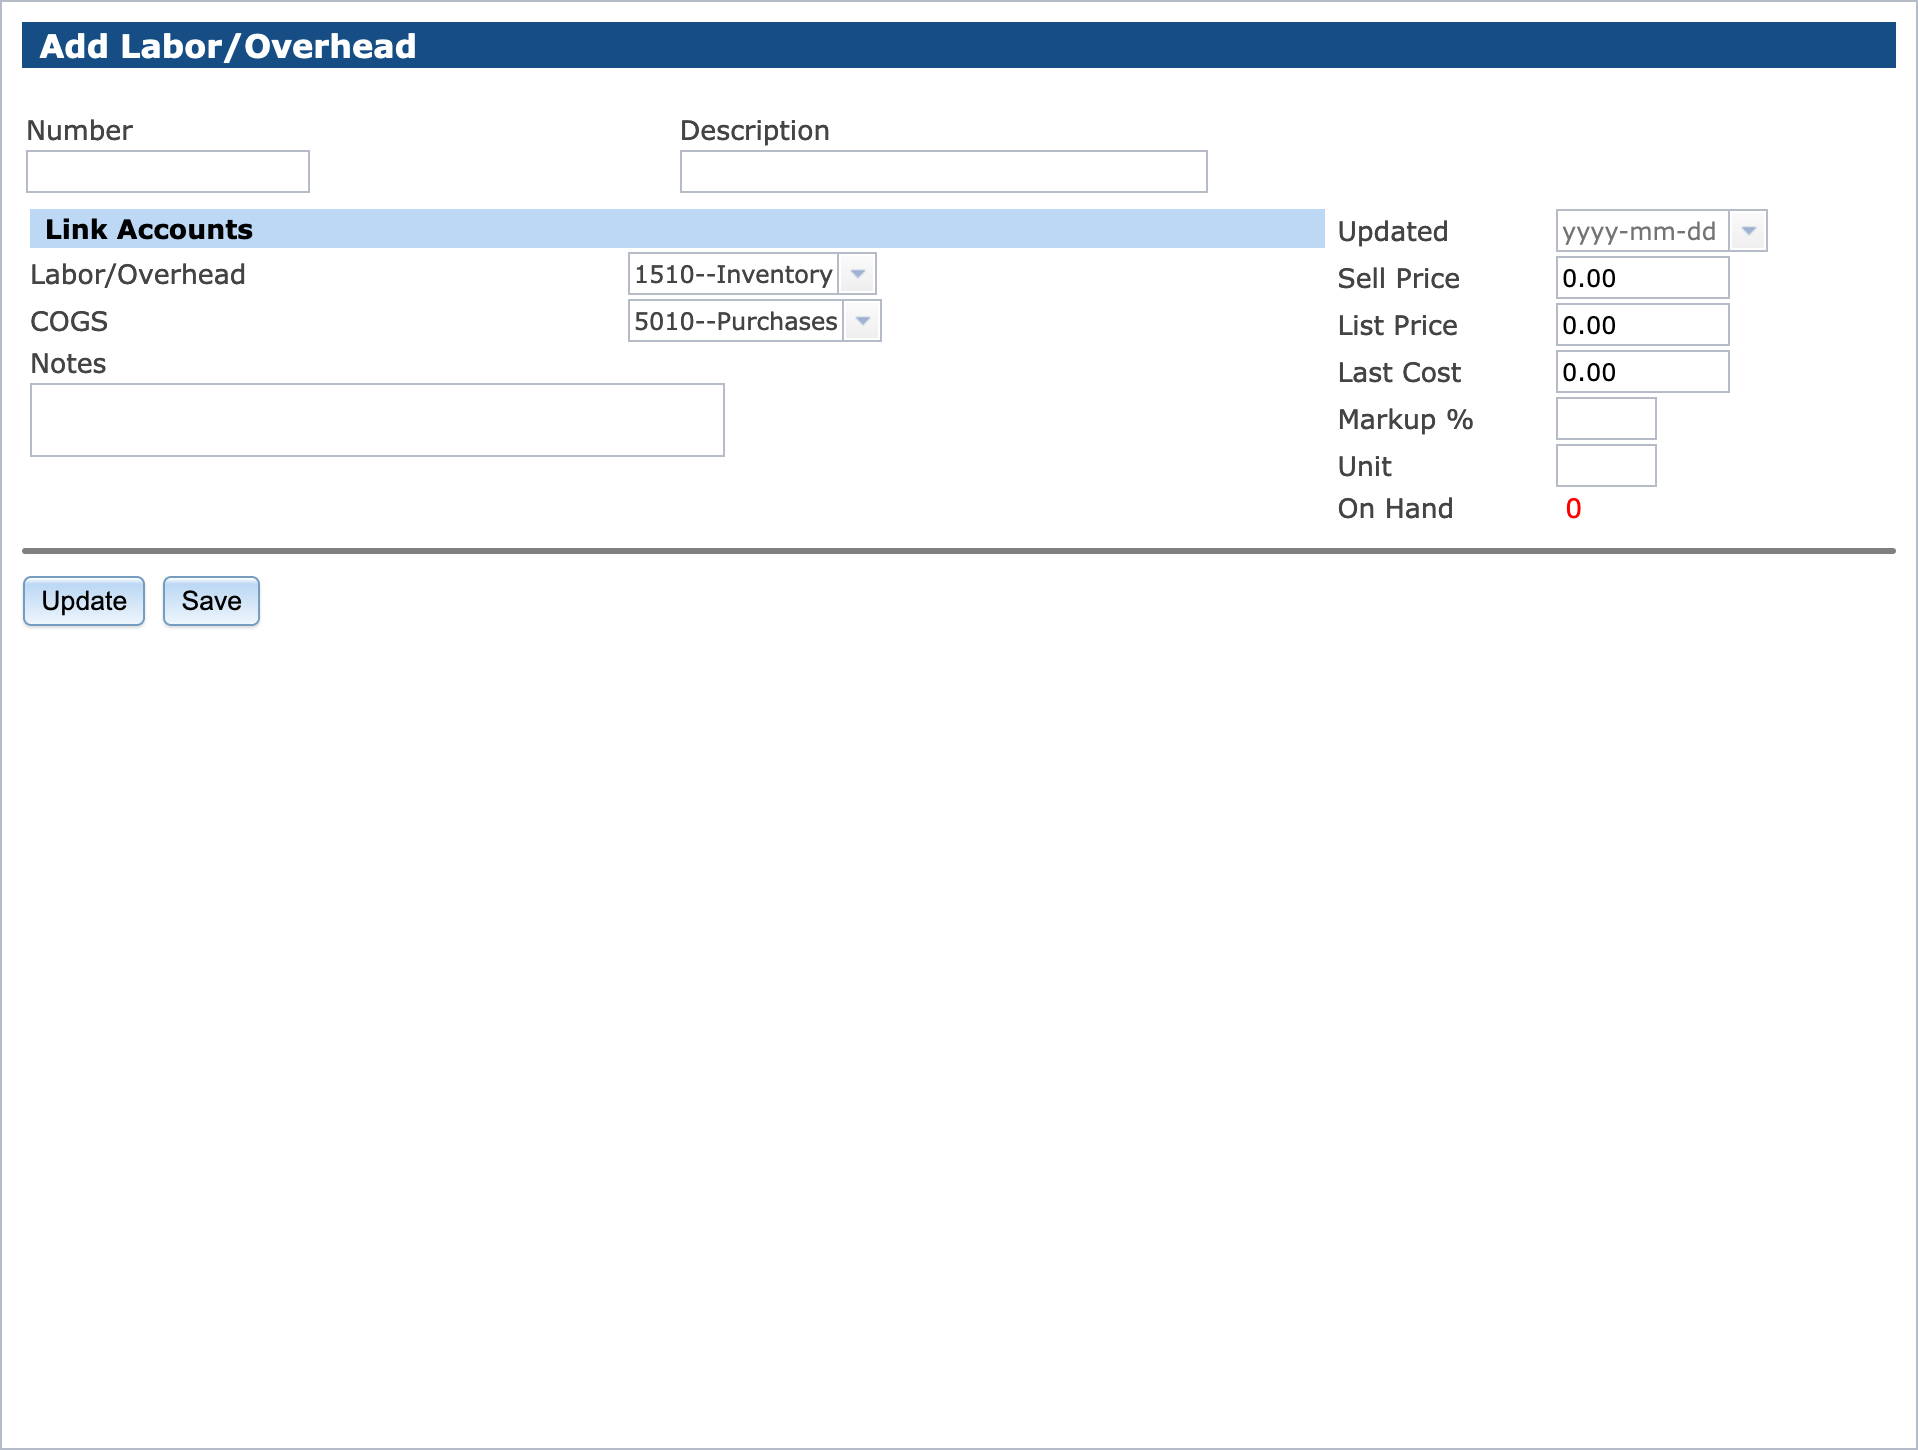 Add Labor/Overhead
Number
Description
Link Accounts
Labor/Overhead
1510--Inventory
COGS
5010--Purchases
Notes
Updated
yyyy-mm-dd
Sell Price
0.00
List Price
0.00
Last Cost
0.00
Markup %
Unit
On Hand
0
Update
Save